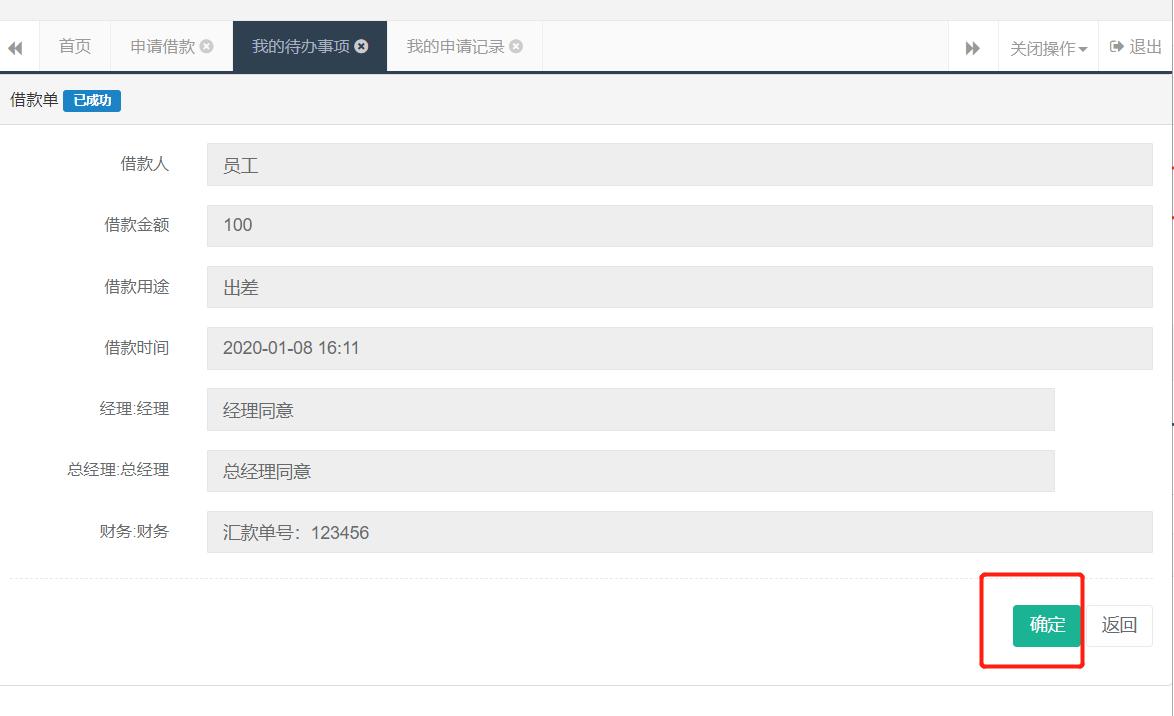 首页 申请借款 我的待办事项 我的申请记录 关闭操作 退出
借款单 已成功
借款人 员工
借款金额 100
借款用途 出差
借款时间 2020-01-08 16:11
经理:经理 经理同意
总经理:总经理 总经理同意
财务:财务 汇款单号：123456
确定 返回